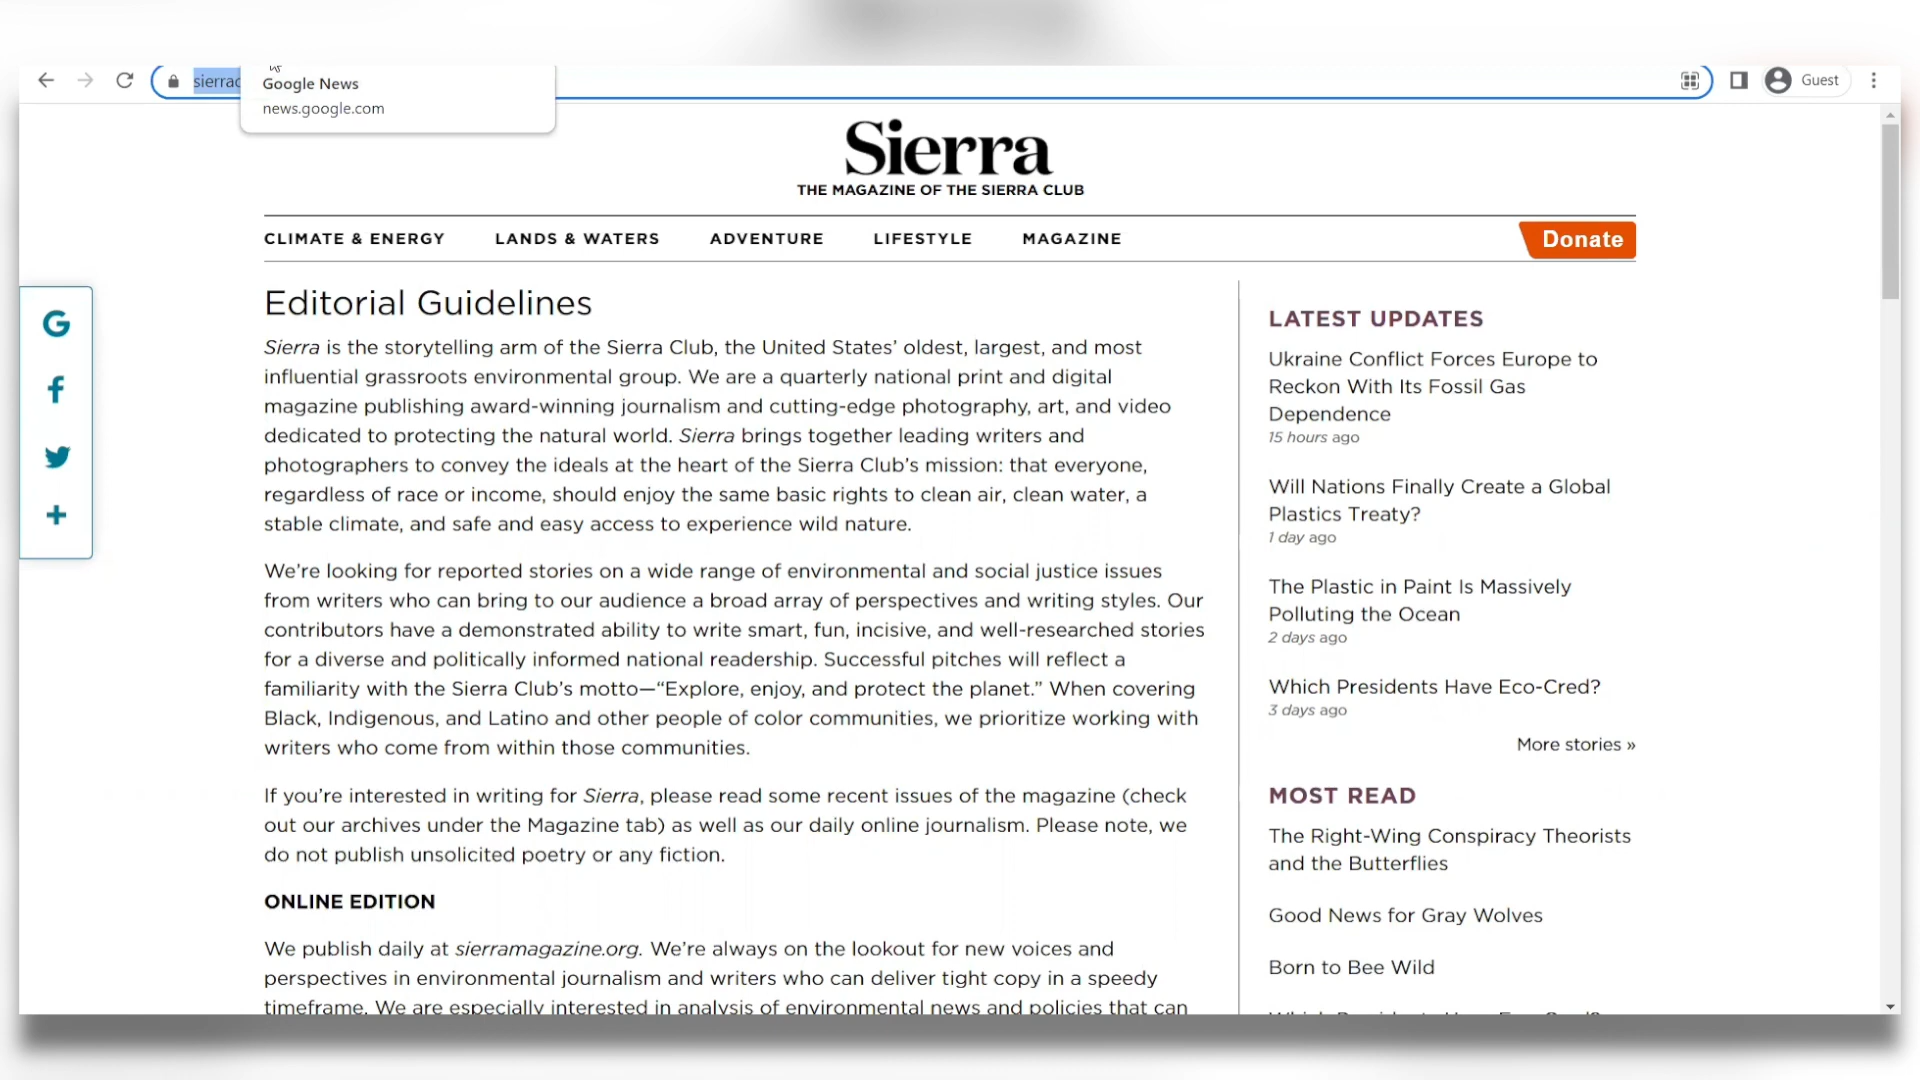 sierrac
Google News
news.google.com
Guest
Sierra
THE MAGAZINE OF THE SIERRA CLUB
CLIMATE & ENERGY
LANDS & WATERS
ADVENTURE
LIFESTYLE
MAGAZINE
Donate
Editorial Guidelines
Sierra is the storytelling arm of the Sierra Club, the United States’ oldest, largest, and most
influential grassroots environmental group. We are a quarterly national print and digital
magazine publishing award-winning journalism and cutting-edge photography, art, and video
dedicated to protecting the natural world. Sierra brings together leading writers and
photographers to convey the ideals at the heart of the Sierra Club’s mission: that everyone,
regardless of race or income, should enjoy the same basic rights to clean air, clean water, a
stable climate, and safe and easy access to experience wild nature.
We’re looking for reported stories on a wide range of environmental and social justice issues
from writers who can bring to our audience a broad array of perspectives and writing styles. Our
contributors have a demonstrated ability to write smart, fun, incisive, and well-researched stories
for a diverse and politically informed national readership. Successful pitches will reflect a
familiarity with the Sierra Club’s motto—“Explore, enjoy, and protect the planet.” When covering
Black, Indigenous, and Latino and other people of color communities, we prioritize working with
writers who come from within those communities.
If you’re interested in writing for Sierra, please read some recent issues of the magazine (check
out our archives under the Magazine tab) as well as our daily online journalism. Please note, we
do not publish unsolicited poetry or any fiction.
ONLINE EDITION
We publish daily at sierramagazine.org. We’re always on the lookout for new voices and
perspectives in environmental journalism and writers who can deliver tight copy in a speedy
timeframe. We are especially interested in analysis of environmental news and policies that can
LATEST UPDATES
Ukraine Conflict Forces Europe to
Reckon With Its Fossil Gas
Dependence
15 hours ago
Will Nations Finally Create a Global
Plastics Treaty?
1 day ago
The Plastic in Paint Is Massively
Polluting the Ocean
2 days ago
Which Presidents Have Eco-Cred?
3 days ago
More stories »
MOST READ
The Right-Wing Conspiracy Theorists
and the Butterflies
Good News for Gray Wolves
Born to Bee Wild